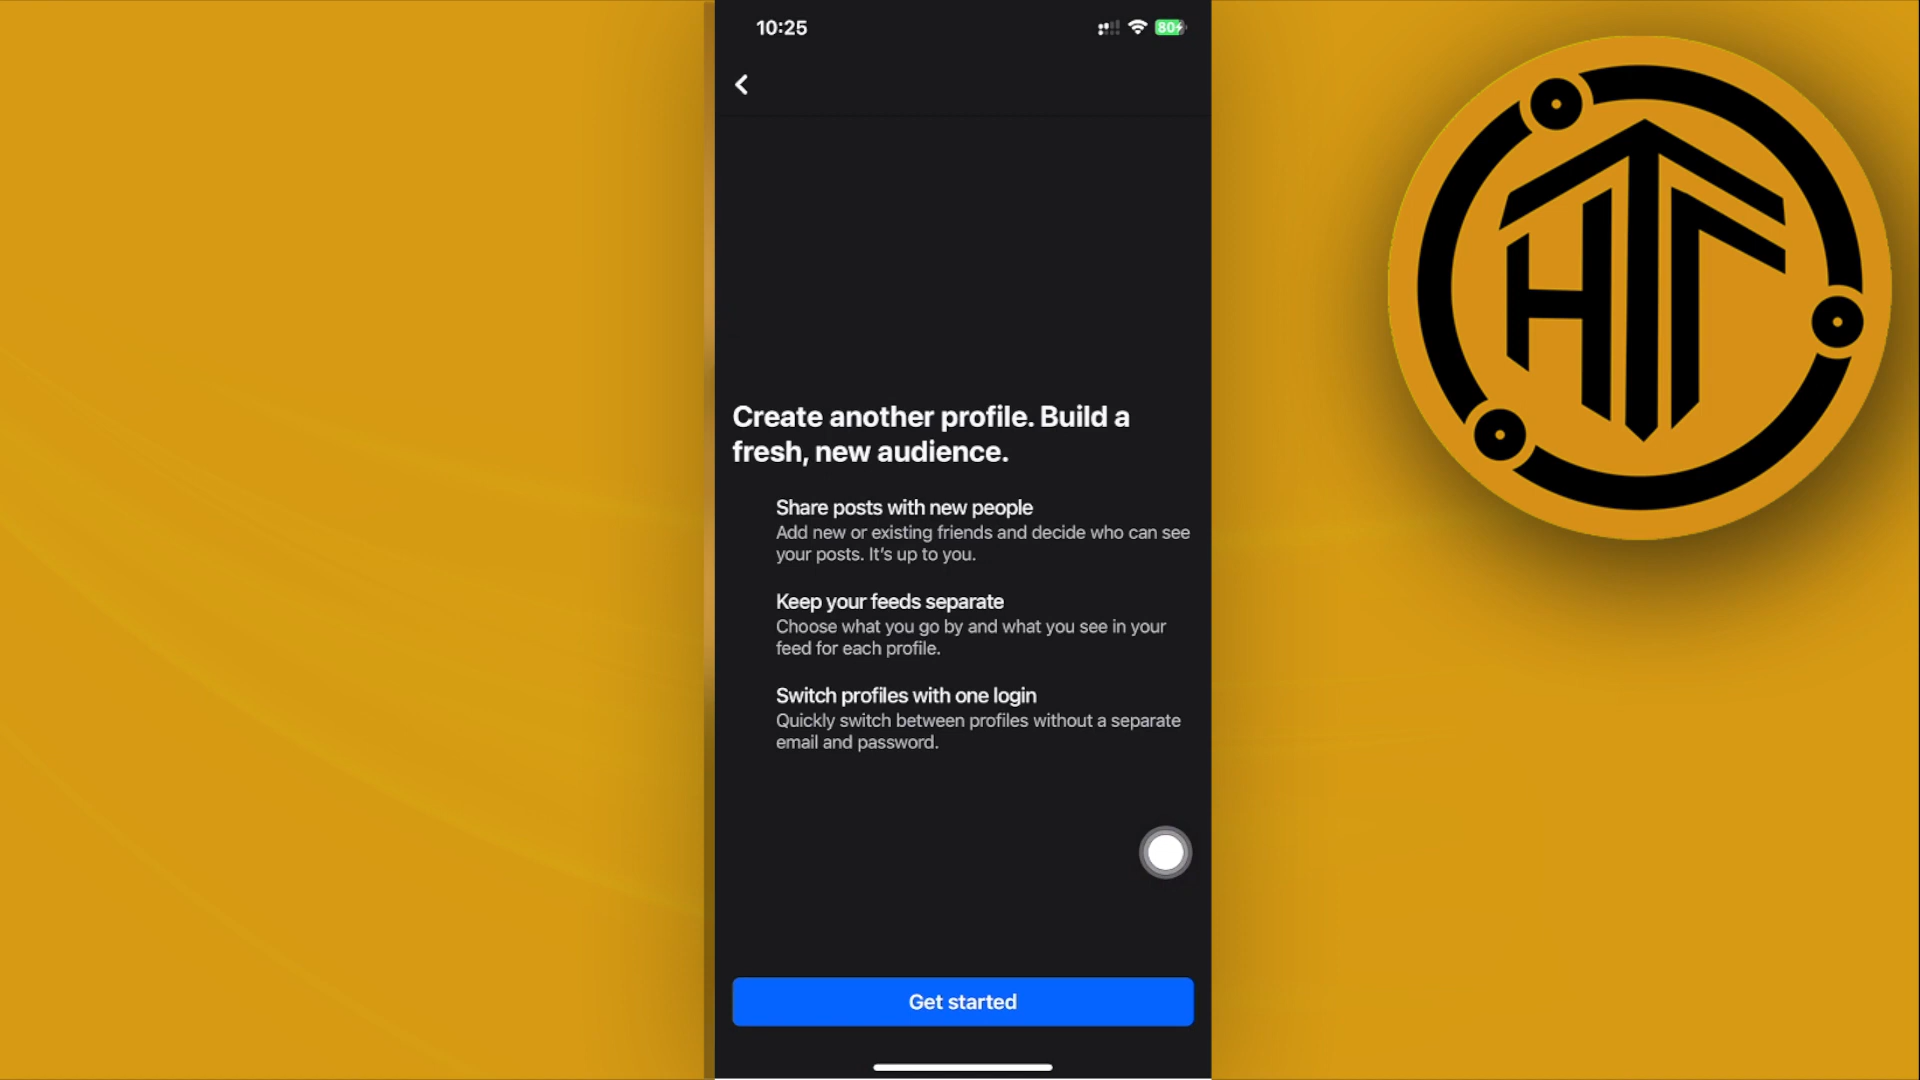 10:25
80
Create another profile. Build a
fresh, new audience.
Share posts with new people
Add new or existing friends and decide who can see
your posts. It's up to you.
Keep your feeds separate
Choose what you go by and what you see in your
feed for each profile.
Switch profiles with one login
Quickly switch between profiles without a separate
email and password.
Get started
HTF